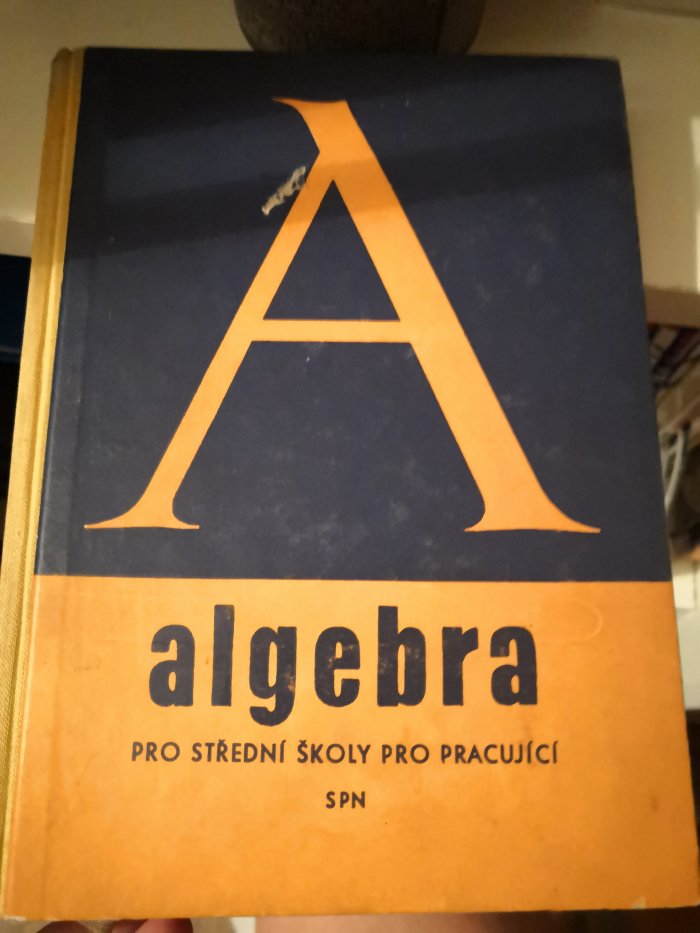 A
algebra
PRO STŘEDNÍ ŠKOLY PRO PRACUJÍCÍ
SPN